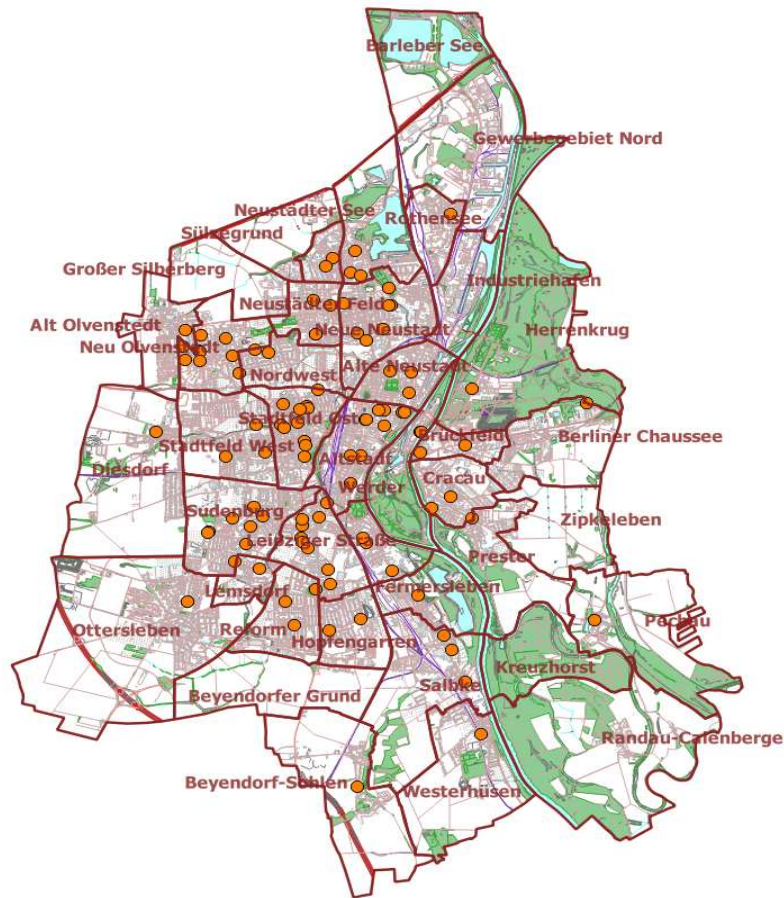 Barleber See
Gewerbegebiet Nord
Neustädter See
Rothensee
Sülzegrund
Großer Silberberg
Industriehafen
Neustädter Feld
Alt Olvenstedt
Neue Neustadt
Herrenkrug
Neu Olvenstedt
Nordwest
Alte Neustadt
Stadtfeld Ost
Brückfeld
Berliner Chaussee
Stadtfeld West
Altstadt
Diesdorf
Werder
Cracau
Sudenburg
Zipkeleben
Leipziger Straße
Prester
Lemsdorf
Fermersleben
Ottersleben
Reform
Hopfengarten
Pechau
Kreuzhorst
Beyendorfer Grund
Salbke
Randau-Calenberge
Beyendorf-Sohlen
Westerhüsen